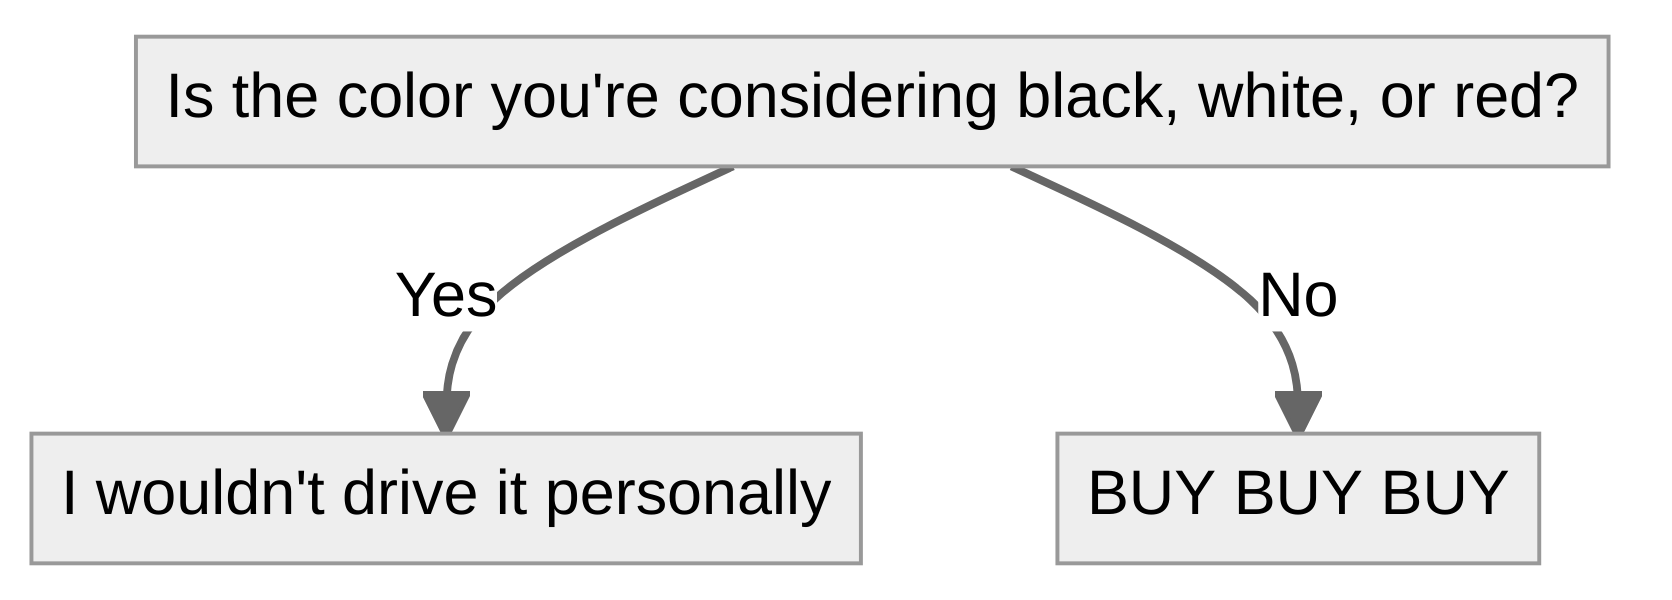 Is the color you're considering black, white, or red?
Yes
No
I wouldn't drive it personally
BUY BUY BUY